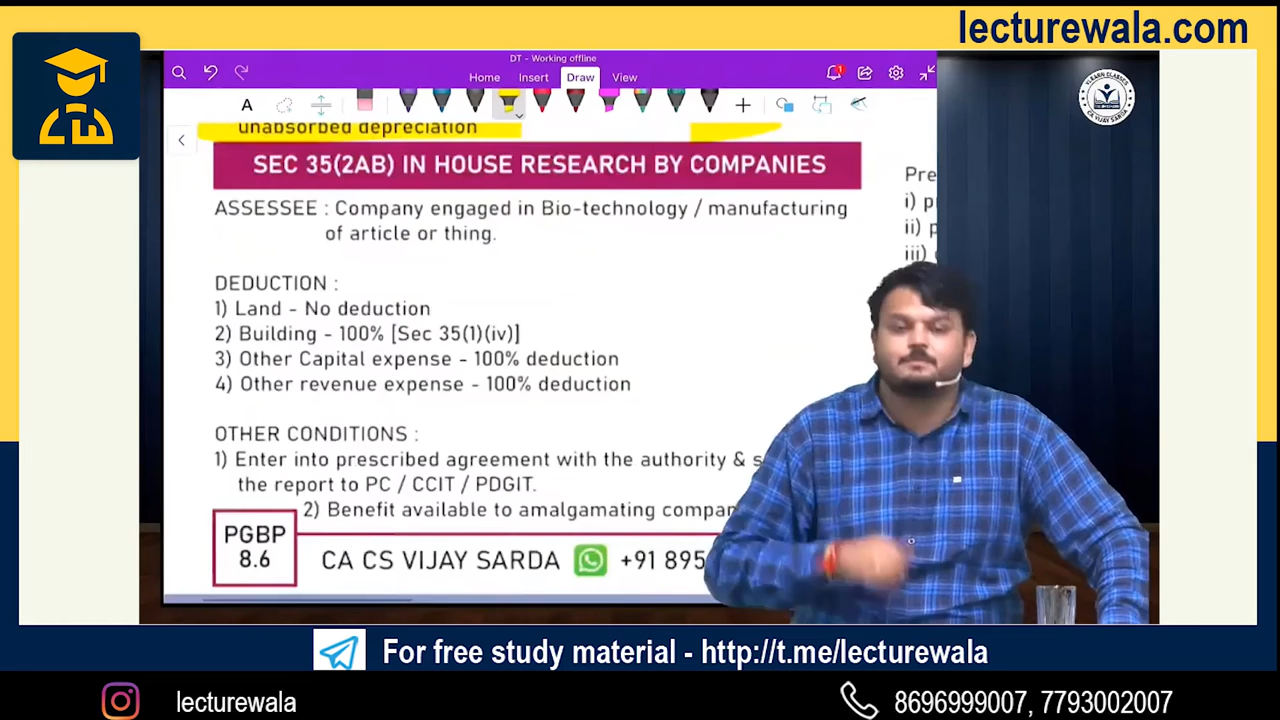 lecturewala.com
DT - Working offline
Home Insert Draw View
A
unabsorbed depreciation
SEC 35(2AB) IN HOUSE RESEARCH BY COMPANIES
ASSESSEE : Company engaged in Bio-technology / manufacturing
of article or thing.
DEDUCTION :
1) Land - No deduction
2) Building - 100% [Sec 35(1)(iv)]
3) Other Capital expense - 100% deduction
4) Other revenue expense - 100% deduction
OTHER CONDITIONS :
1) Enter into prescribed agreement with the authority &
the report to PC / CCIT / PDGIT.
2) Benefit available to amalgamating
PGBP
8.6
CA CS VIJAY SARDA +91 895
i)
ii)
iii)
CA VIJAY SARDA
For free study material - http://t.me/lecturewala
lecturewala
8696999007, 7793002007